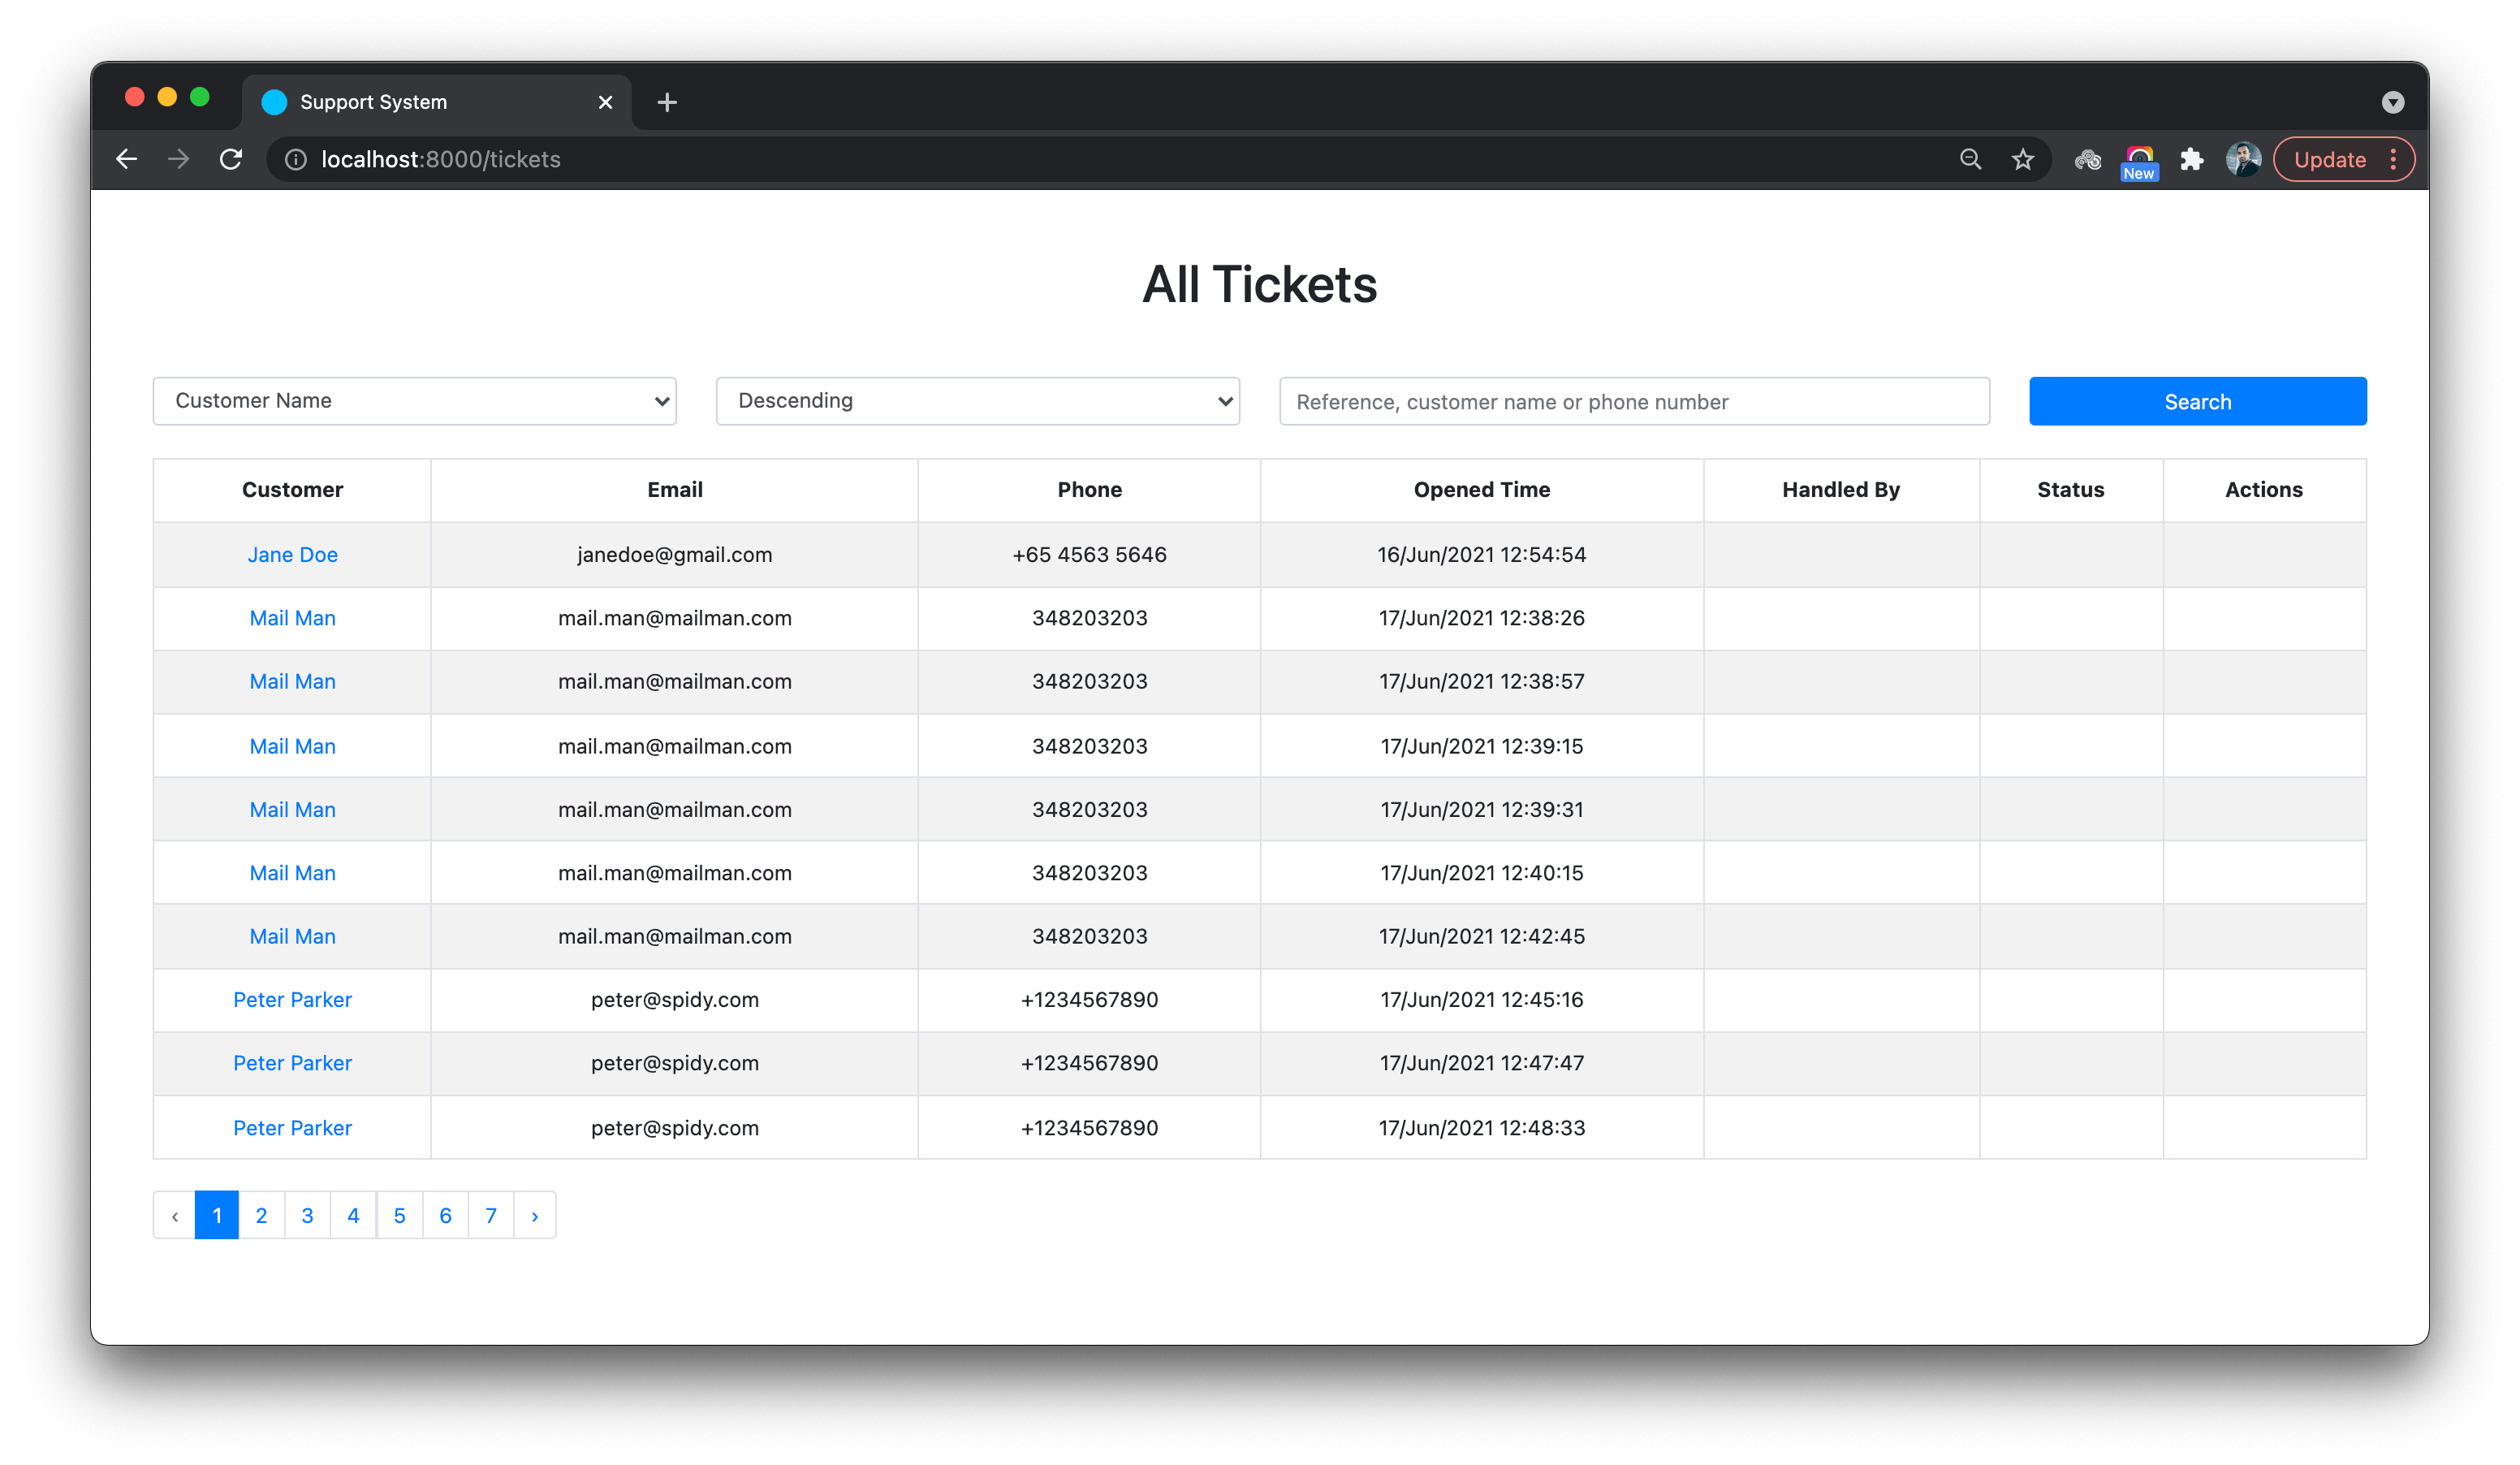 Support System
localhost:8000/tickets
New
Update
All Tickets
Customer Name Descending Reference, customer name or phone number Search
Customer Email Phone Opened Time Handled By Status Actions
Jane Doe janedoe@gmail.com +65 4563 5646 16/Jun/2021 12:54:54
Mail Man mail.man@mailman.com 348203203 17/Jun/2021 12:38:26
Mail Man mail.man@mailman.com 348203203 17/Jun/2021 12:38:57
Mail Man mail.man@mailman.com 348203203 17/Jun/2021 12:39:15
Mail Man mail.man@mailman.com 348203203 17/Jun/2021 12:39:31
Mail Man mail.man@mailman.com 348203203 17/Jun/2021 12:40:15
Mail Man mail.man@mailman.com 348203203 17/Jun/2021 12:42:45
Peter Parker peter@spidy.com +1234567890 17/Jun/2021 12:45:16
Peter Parker peter@spidy.com +1234567890 17/Jun/2021 12:47:47
Peter Parker peter@spidy.com +1234567890 17/Jun/2021 12:48:33
‹ 1 2 3 4 5 6 7 ›